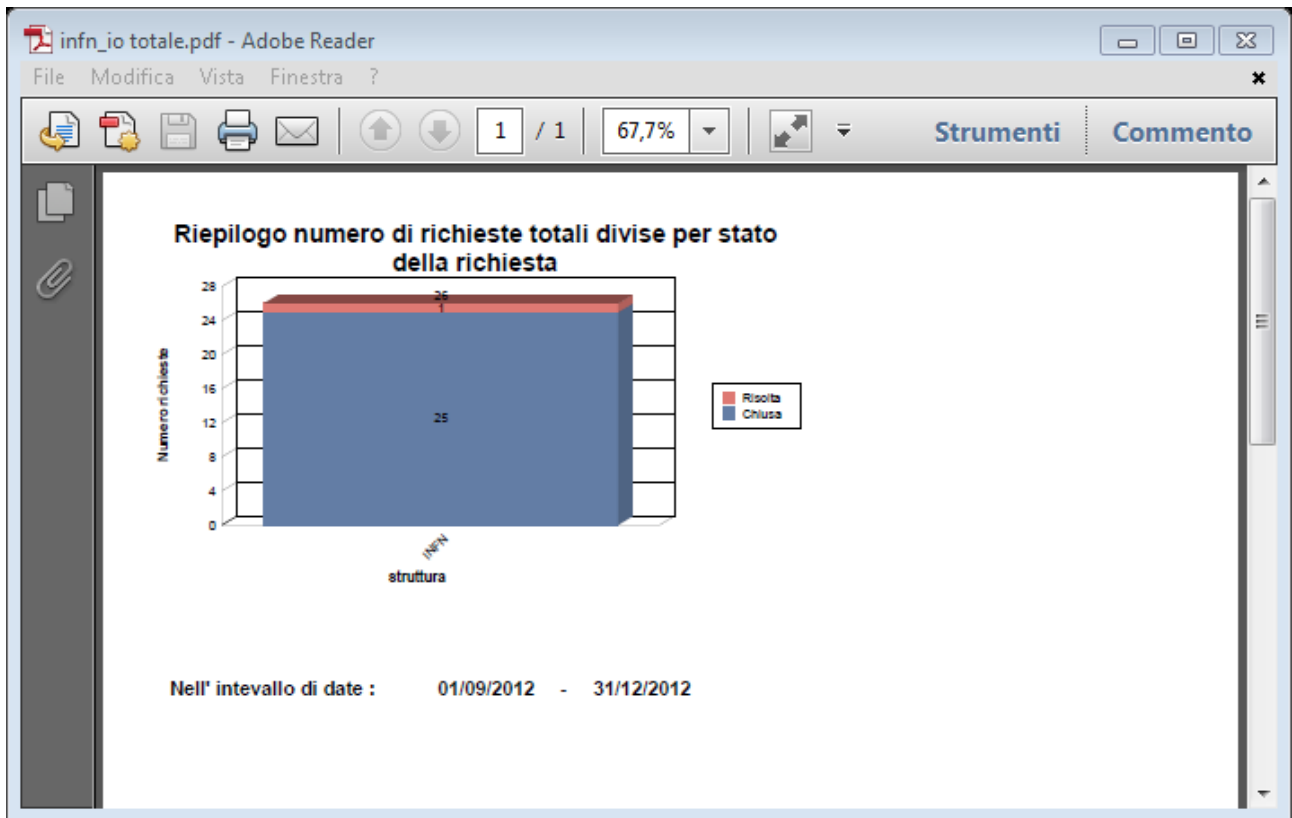 infn_io totale.pdf - Adobe Reader
File Modifica Vista Finestra ?
1 / 1 67,7% Strumenti Commento
Riepilogo numero di richieste totali divise per stato
della richiesta
28
24
20
16
12
8
4
0
Numero richieste
26
1
25
INFN
struttura
Risolta
Chiusa
Nell' intevallo di date : 01/09/2012 - 31/12/2012